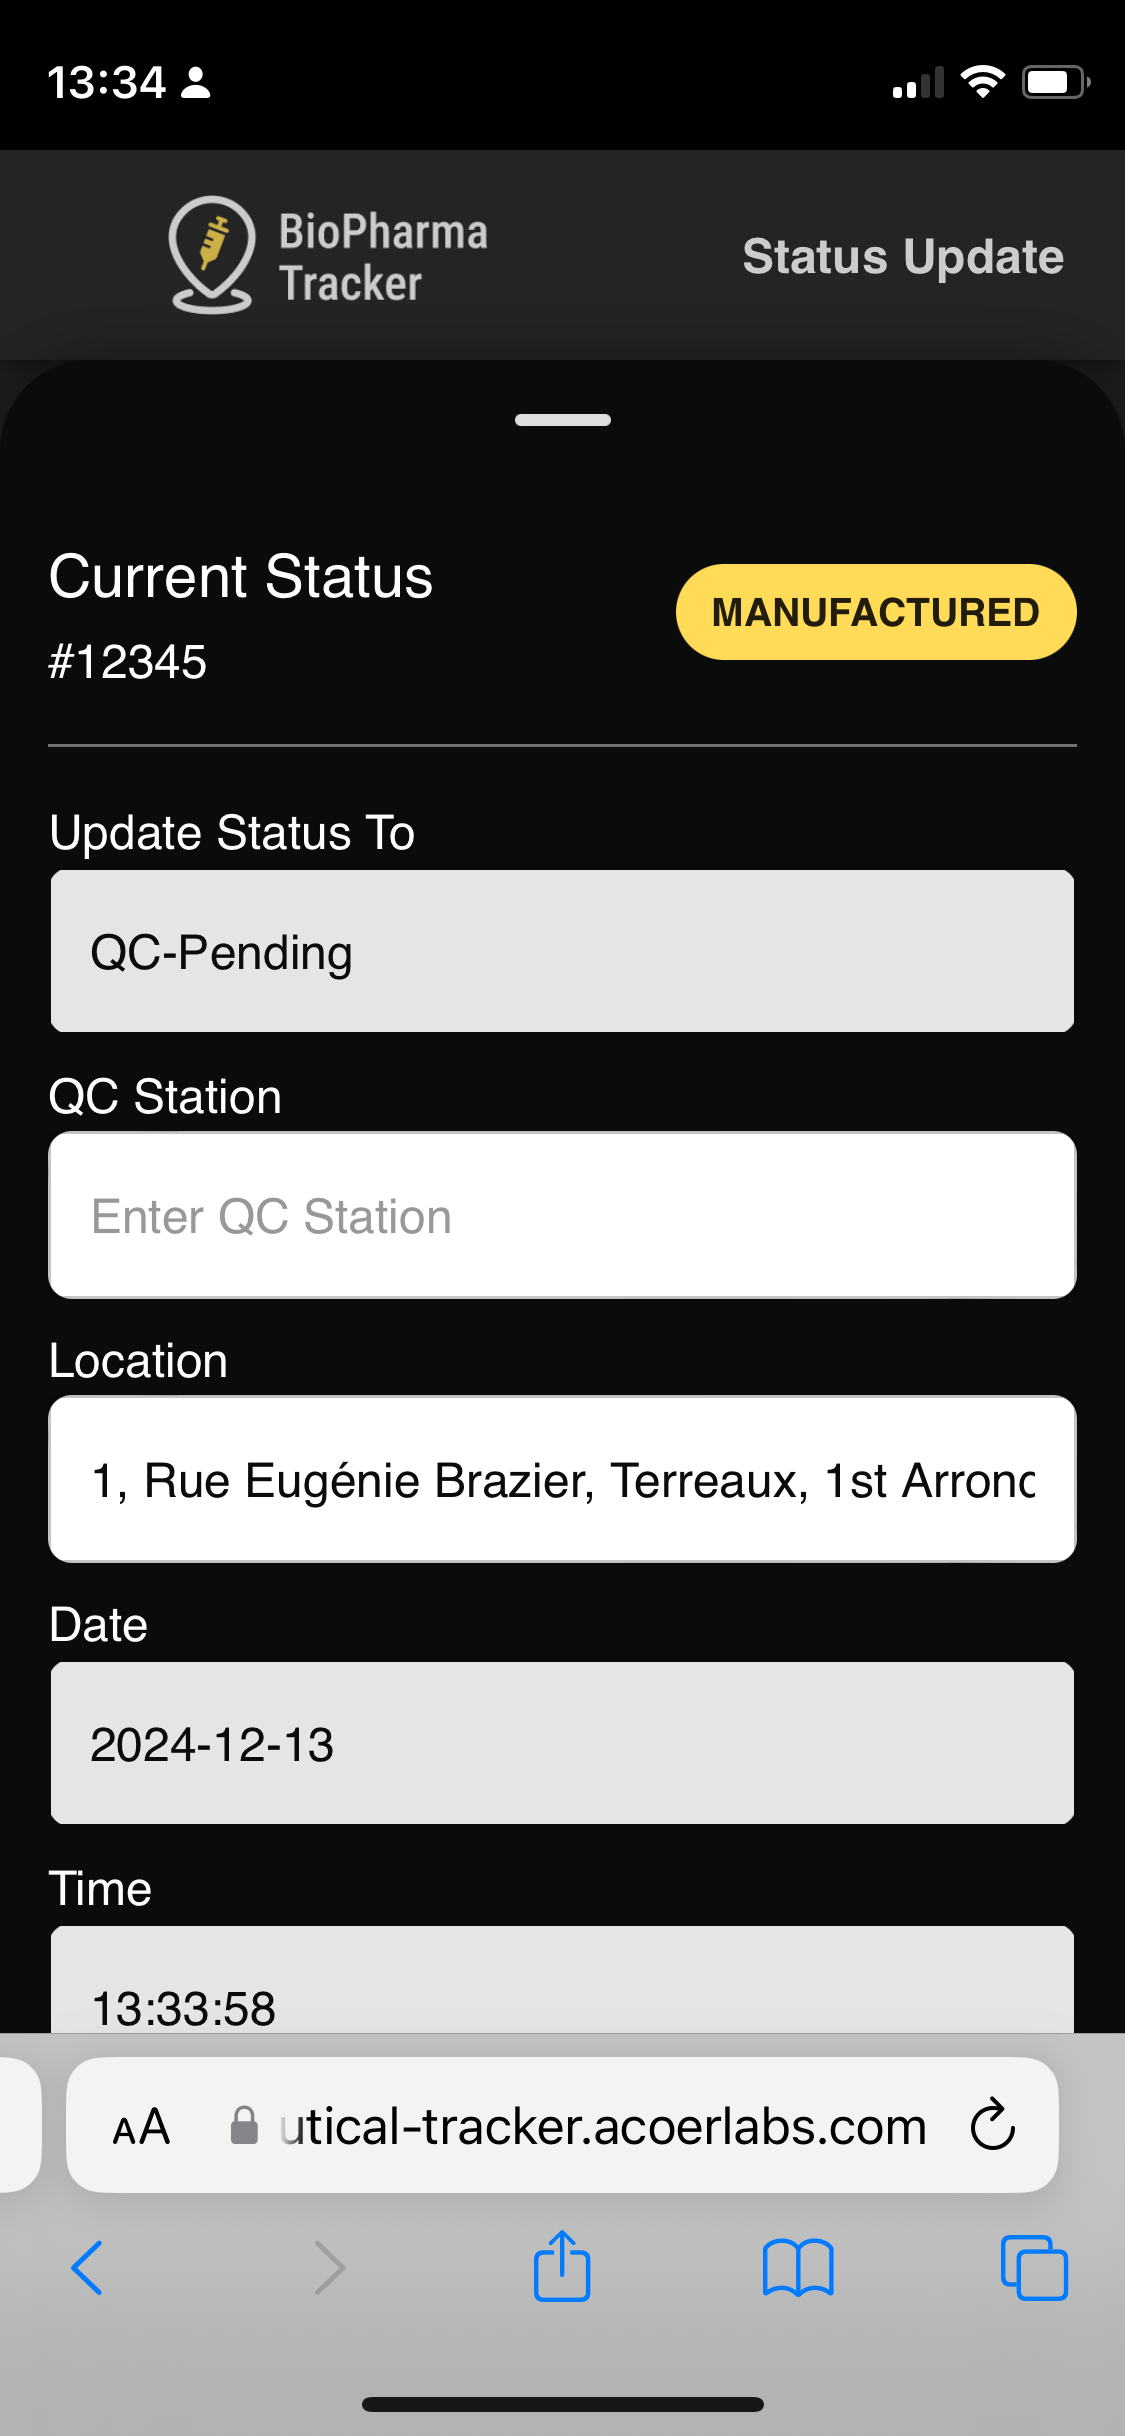 13:34
BioPharma
Tracker
Status Update
Current Status
#12345
MANUFACTURED
Update Status To
QC-Pending
QC Station
Enter QC Station
Location
1, Rue Eugénie Brazier, Terreaux, 1st Arronc
Date
2024-12-13
Time
13:33:58
AA utical-tracker.acoerlabs.com